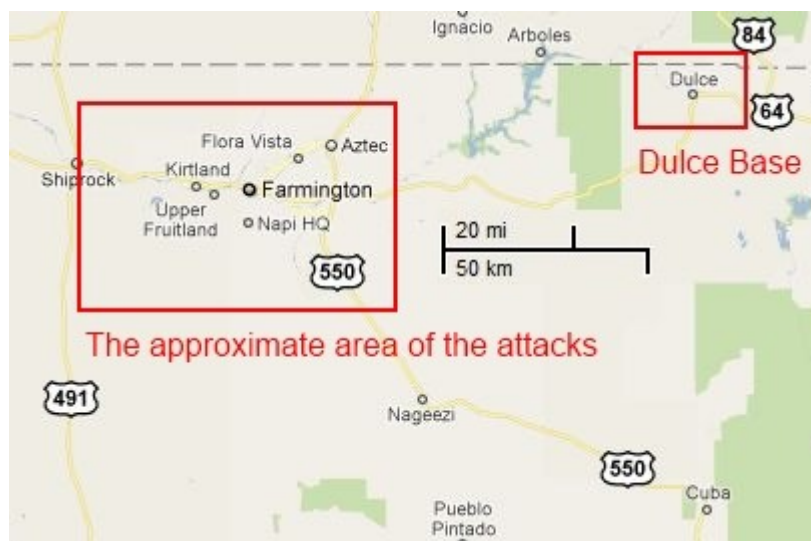 Ignacio
Arboles
84
Dulce
64
Dulce Base
Flora Vista
Aztec
Kirtland
Shiprock
Farmington
Upper
Fruitland
Napi HQ
20 mi
50 km
550
The approximate area of the attacks
491
Nageezi
550
Cuba
Pueblo
Pintado